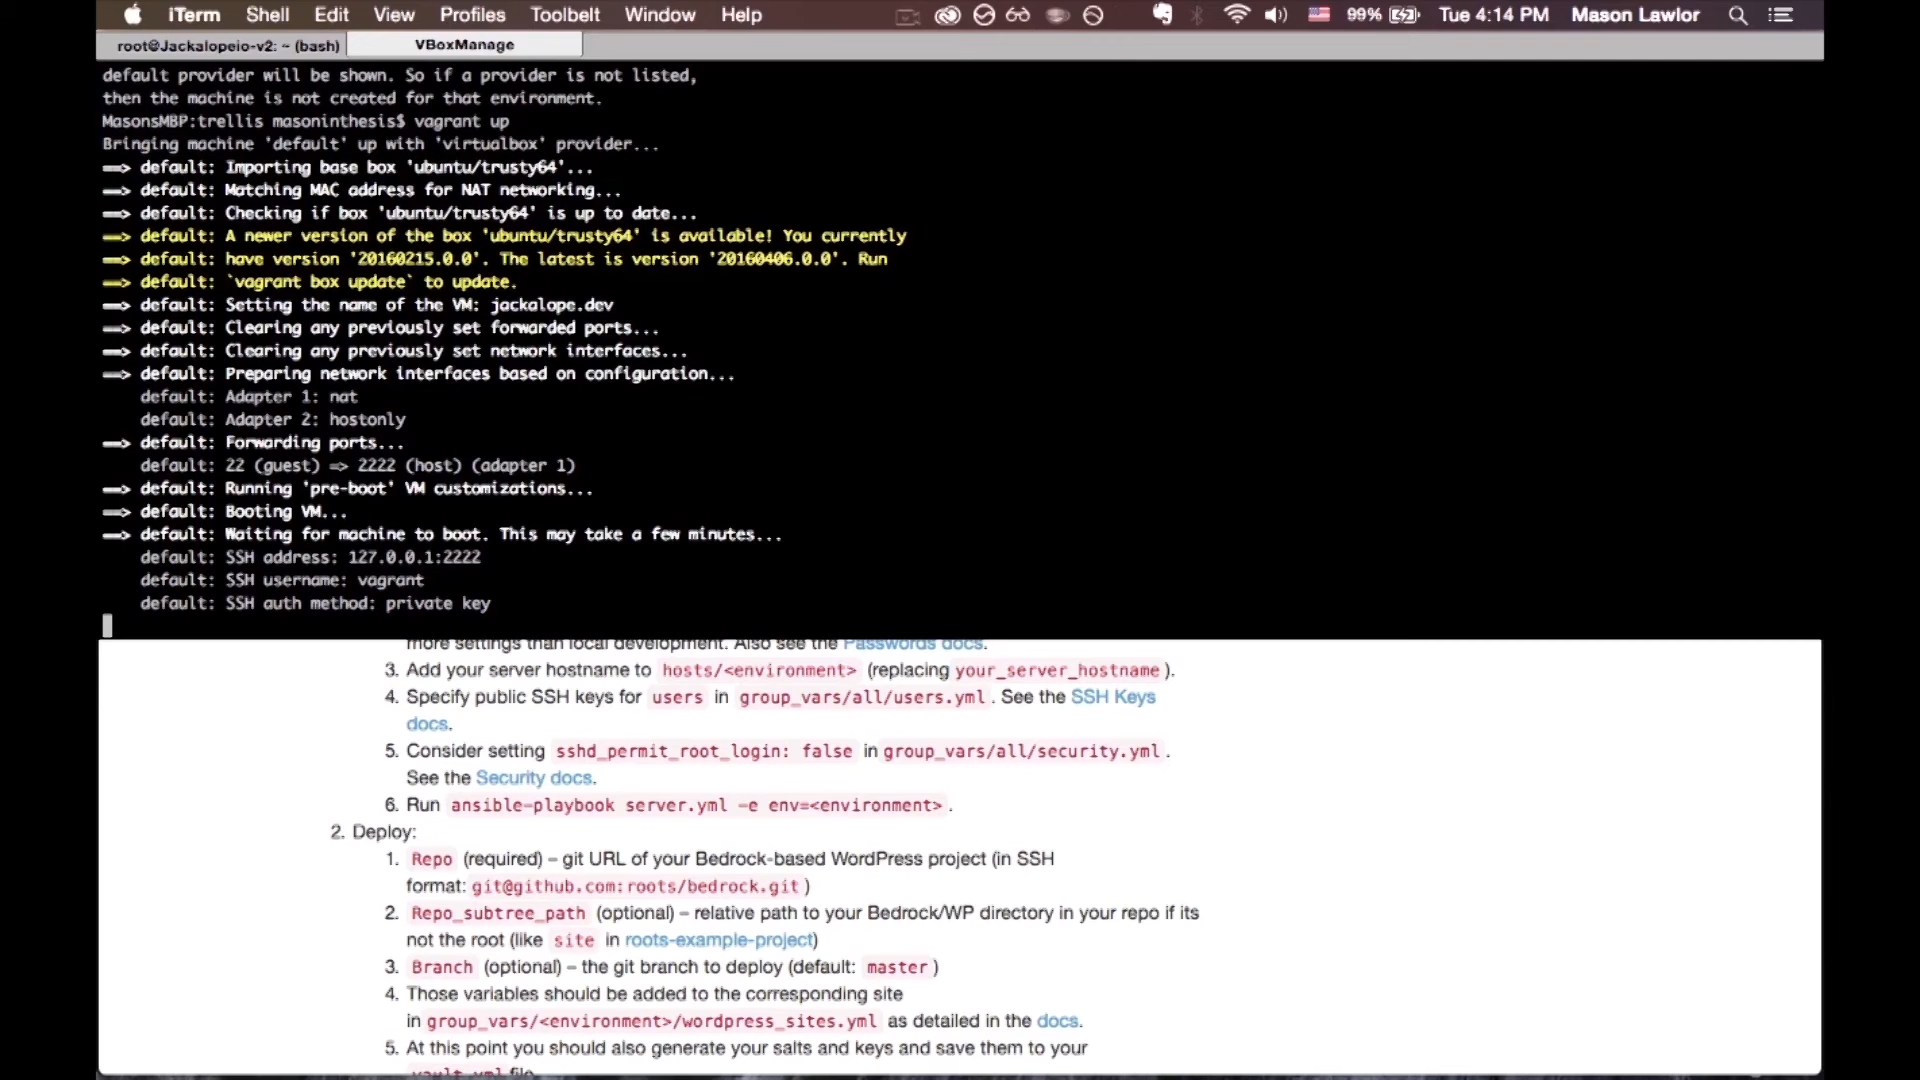 iTerm Shell Edit View Profiles Toolbelt Window Help 99% Tue 4:14 PM Mason Lawlor
root@Jackalopeio-v2: ~ (bash) VBoxManage
default provider will be shown. So if a provider is not listed,
then the machine is not created for that environment.
MasonsMBP:trellis masoninthesis$ vagrant up
Bringing machine 'default' up with 'virtualbox' provider...
==> default: Importing base box 'ubuntu/trusty64'...
==> default: Matching MAC address for NAT networking...
==> default: Checking if box 'ubuntu/trusty64' is up to date...
==> default: A newer version of the box 'ubuntu/trusty64' is available! You currently
==> default: have version '20160215.0.0'. The latest is version '20160406.0.0'. Run
==> default: `vagrant box update` to update.
==> default: Setting the name of the VM: jackalope.dev
==> default: Clearing any previously set forwarded ports...
==> default: Clearing any previously set network interfaces...
==> default: Preparing network interfaces based on configuration...
default: Adapter 1: nat
default: Adapter 2: hostonly
==> default: Forwarding ports...
default: 22 (guest) => 2222 (host) (adapter 1)
==> default: Running 'pre-boot' VM customizations...
==> default: Booting VM...
==> default: Waiting for machine to boot. This may take a few minutes...
default: SSH address: 127.0.0.1:2222
default: SSH username: vagrant
default: SSH auth method: private key
more settings than local development. Also see the Passwords docs.
3. Add your server hostname to hosts/<environment> (replacing your_server_hostname).
4. Specify public SSH keys for users in group_vars/all/users.yml. See the SSH Keys
docs.
5. Consider setting sshd_permit_root_login: false in group_vars/all/security.yml.
See the Security docs.
6. Run ansible-playbook server.yml -e env=<environment>.
2. Deploy:
1. Repo (required) – git URL of your Bedrock-based WordPress project (in SSH
format: git@github.com:roots/bedrock.git)
2. Repo_subtree_path (optional) – relative path to your Bedrock/WP directory in your repo if its
not the root (like site in roots-example-project)
3. Branch (optional) – the git branch to deploy (default: master)
4. Those variables should be added to the corresponding site
in group_vars/<environment>/wordpress_sites.yml as detailed in the docs.
5. At this point you should also generate your salts and keys and save them to your
vault.yml file